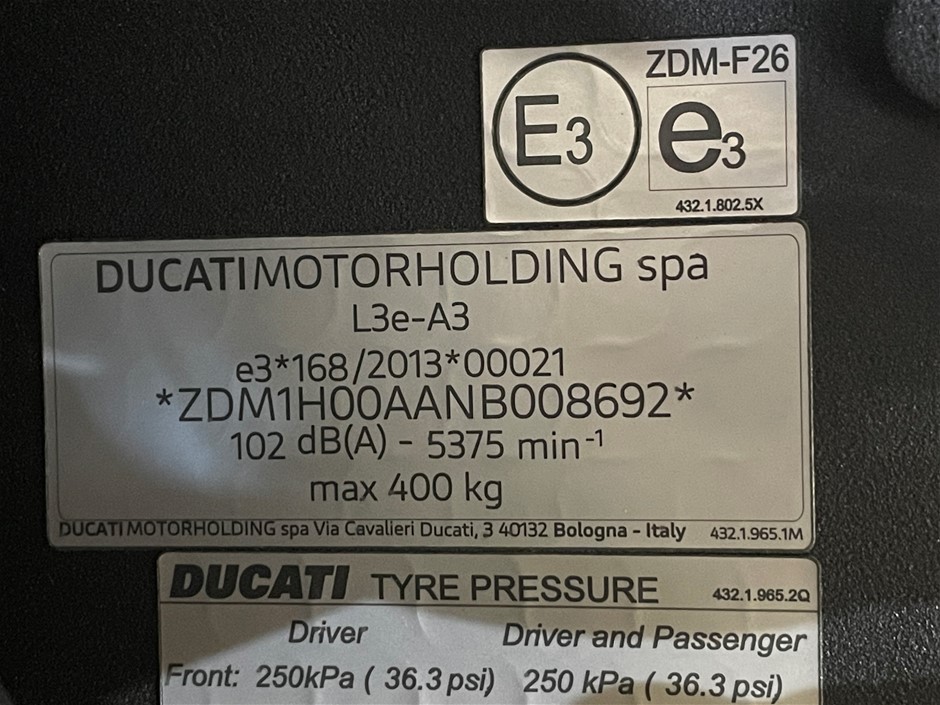 ZDM-F26
E3 e3
432.1.802.5X
DUCATIMOTORHOLDING spa
L3e-A3
e3*168/2013*00021
*ZDM1H00AANB008692*
102 dB(A) - 5375 min-1
max 400 kg
DUCATIMOTORHOLDING spa Via Cavalieri Ducati, 3 40132 Bologna - Italy 432.1.965.1M
DUCATI TYRE PRESSURE 432.1.965.2Q
Driver Driver and Passenger
Front: 250kPa ( 36.3 psi) 250 kPa ( 36.3 psi)